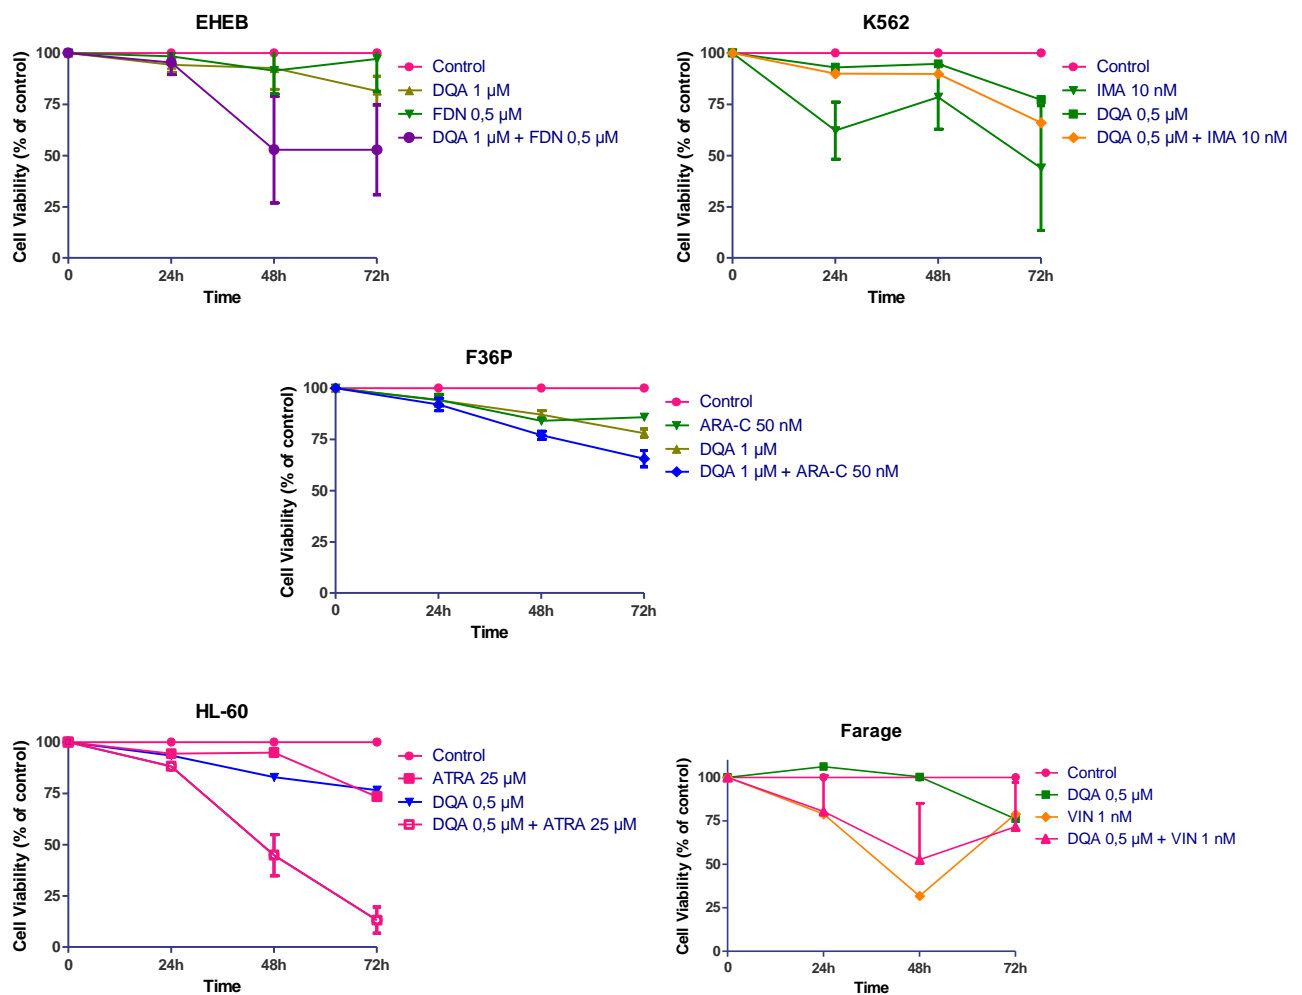 EHEB
Cell Viability (% of control)
100
75
50
25
0
0 24h 48h 72h
Time
Control
DQA 1 µM
FDN 0,5 µM
DQA 1 µM + FDN 0,5 µM
K562
Cell Viability (% of control)
100
75
50
25
0
0 24h 48h 72h
Time
Control
IMA 10 nM
DQA 0,5 µM
DQA 0,5 µM + IMA 10 nM
F36P
Cell Viability (% of control)
100
75
50
25
0
0 24h 48h 72h
Time
Control
ARA-C 50 nM
DQA 1 µM
DQA 1 µM + ARA-C 50 nM
HL-60
Cell Viability (% of control)
100
75
50
25
0
0 24h 48h 72h
Time
Control
ATRA 25 µM
DQA 0,5 µM
DQA 0,5 µM + ATRA 25 µM
Farage
Cell Viability (% of control)
100
75
50
25
0
0 24h 48h 72h
Time
Control
DQA 0,5 µM
VIN 1 nM
DQA 0,5 µM + VIN 1 nM